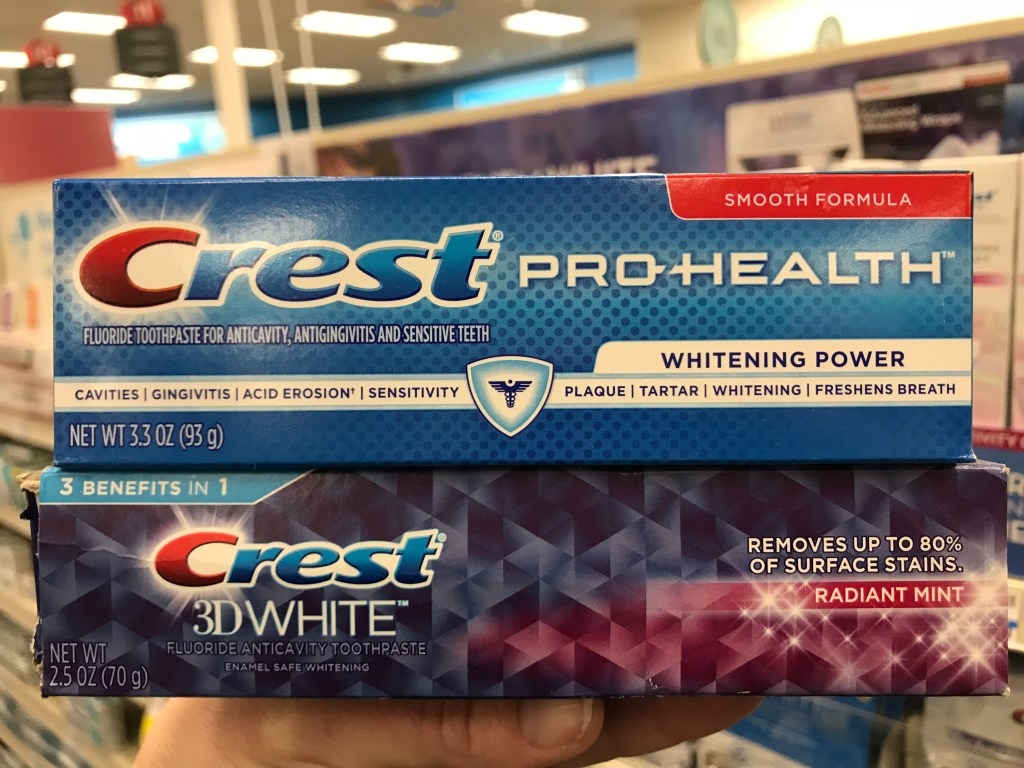 SMOOTH FORMULA
Crest® PRO-HEALTH™
FLUORIDE TOOTHPASTE FOR ANTICAVITY, ANTIGINGIVITIS AND SENSITIVE TEETH
WHITENING POWER
CAVITIES | GINGIVITIS | ACID EROSION† | SENSITIVITY
PLAQUE | TARTAR | WHITENING | FRESHENS BREATH
NET WT 3.3 OZ (93 g)
3 BENEFITS IN 1
Crest®
3D WHITE™
FLUORIDE ANTICAVITY TOOTHPASTE
ENAMEL SAFE WHITENING
NET WT
2.5 OZ (70 g)
REMOVES UP TO 80%
OF SURFACE STAINS.
RADIANT MINT